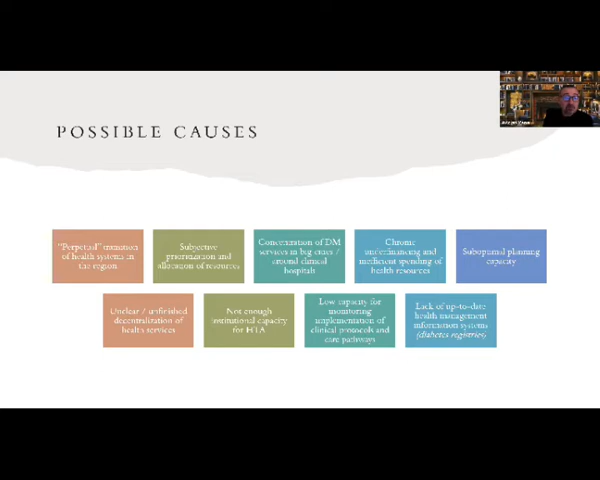 POSSIBLE CAUSES
"Perpetual" transition
of health systems in
the region
Subjective
prioritization and
allocation of resources
Concentration of DM
services in big cities /
around clinical
hospitals
Chronic
underfinancing and
inefficient spending of
health resources
Suboptimal planning
capacity
Unclear / unfinished
decentralization of
health services
Not enough
institutional capacity
for HTA
Low capacity for
monitoring
implementation of
clinical protocols and
care pathways
Lack of up-to-date
health management
information systems
(diabetes registries)